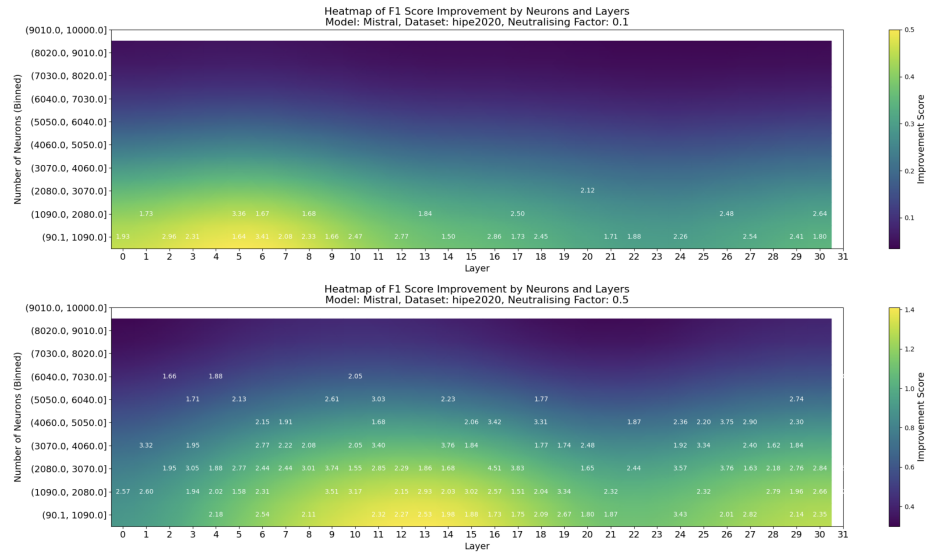 Heatmap of F1 Score Improvement by Neurons and Layers
Model: Mistral, Dataset: hipe2020, Neutralising Factor: 0.1
(9010.0, 10000.0]
(8020.0, 9010.0]
(7030.0, 8020.0]
(6040.0, 7030.0]
(5050.0, 6040.0]
(4060.0, 5050.0]
(3070.0, 4060.0]
(2080.0, 3070.0] 2.12
(1090.0, 2080.0] 1.73 3.36 1.67 1.68 1.84 2.50 2.48 2.64
(90.1, 1090.0] 1.93 2.96 2.31 1.64 3.41 2.88 2.33 1.66 2.47 2.77 1.50 2.86 1.73 2.45 1.71 1.88 2.26 2.54 2.41 1.80
0 1 2 3 4 5 6 7 8 9 10 11 12 13 14 15 16 17 18 19 20 21 22 23 24 25 26 27 28 29 30 31
Layer
Number of Neurons (Binned)
0.5
0.4
0.3
0.2
0.1
Improvement Score
Heatmap of F1 Score Improvement by Neurons and Layers
Model: Mistral, Dataset: hipe2020, Neutralising Factor: 0.5
(9010.0, 10000.0]
(8020.0, 9010.0]
(7030.0, 8020.0]
(6040.0, 7030.0] 1.66 1.88 2.05
(5050.0, 6040.0] 1.71 2.13 2.61 3.03 2.23 1.77 2.74
(4060.0, 5050.0] 2.15 1.91 1.68 2.06 3.42 3.31 1.87 2.36 2.20 3.75 2.90 2.30
(3070.0, 4060.0] 3.32 1.95 2.77 2.22 2.08 2.05 3.40 3.76 1.84 1.77 1.74 2.48 1.92 3.34 2.40 1.62 1.84
(2080.0, 3070.0] 1.95 3.05 1.88 2.77 2.44 2.44 3.01 3.74 1.55 2.85 2.29 1.86 1.68 4.51 3.83 1.65 2.44 3.57 3.76 1.63 2.18 2.76 2.84
(1090.0, 2080.0] 2.57 2.60 1.94 2.02 1.58 2.31 3.51 3.17 2.15 2.93 2.03 3.02 2.57 1.51 2.04 3.34 2.32 2.32 2.79 1.96 2.66
(90.1, 1090.0] 2.18 2.54 2.11 2.32 2.27 2.53 1.99 1.88 1.73 1.75 2.09 2.67 1.80 1.87 3.43 2.01 2.82 2.14 2.35
0 1 2 3 4 5 6 7 8 9 10 11 12 13 14 15 16 17 18 19 20 21 22 23 24 25 26 27 28 29 30 31
Layer
Number of Neurons (Binned)
1.4
1.2
1.0
0.8
0.6
0.4
Improvement Score